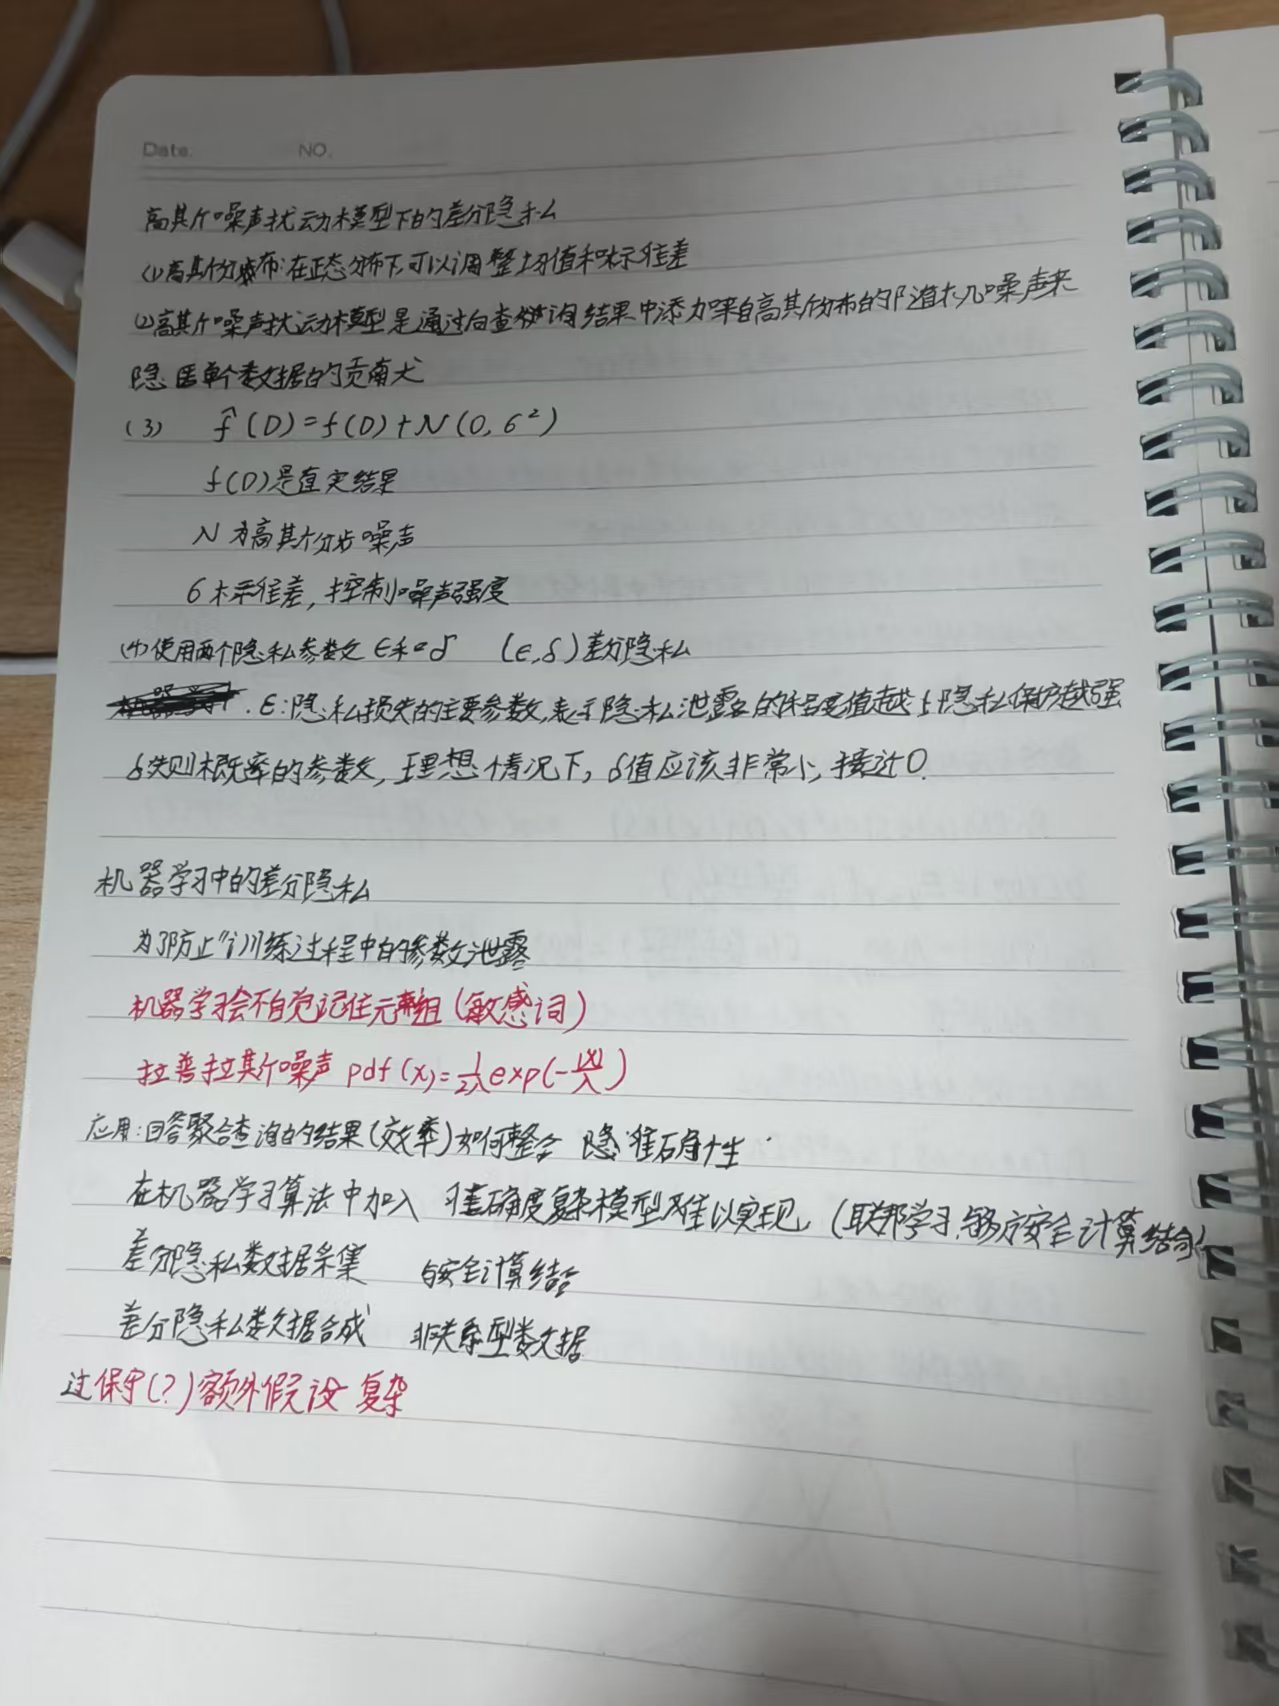 Date. NO.
高斯噪声扰动模型下的差分隐私
(1)高斯分布:在正态分布下,可以调整均值和标准差
(2)高斯噪声扰动模型是通过向查询结果中添加来自高斯分布的随机噪声来
隐匿单个数据的贡献
(3) f̂(D)=f(D)+N(0,6²)
f(D)是真实结果
N为高斯分步噪声
6标准差,控制噪声强度
(4)使用两个隐私参数ϵ和δ (ϵ,δ)差分隐私
ϵ:隐私损失的主要参数,表示隐私泄露的程度值越小隐私保护越强
δ失败概率的参数,理想情况下,δ值应该非常小,接近0.
机器学习中的差分隐私
为了防止训练过程中的参数泄露
机器学习会不自觉记住元组(敏感词)
拉普拉斯噪声 pdf(x)=1/2λ exp(-|x|/λ)
应用:回答聚合查询的结果(效率)如何整合 隐 准确性
在机器学习算法中加入 准确度复杂模型难以实现 (联邦学习,多方安全计算结合)
差分隐私数据采集 与安全计算结合
差分隐私数据合成 非关系型数据
过保守(?)额外假设 复杂